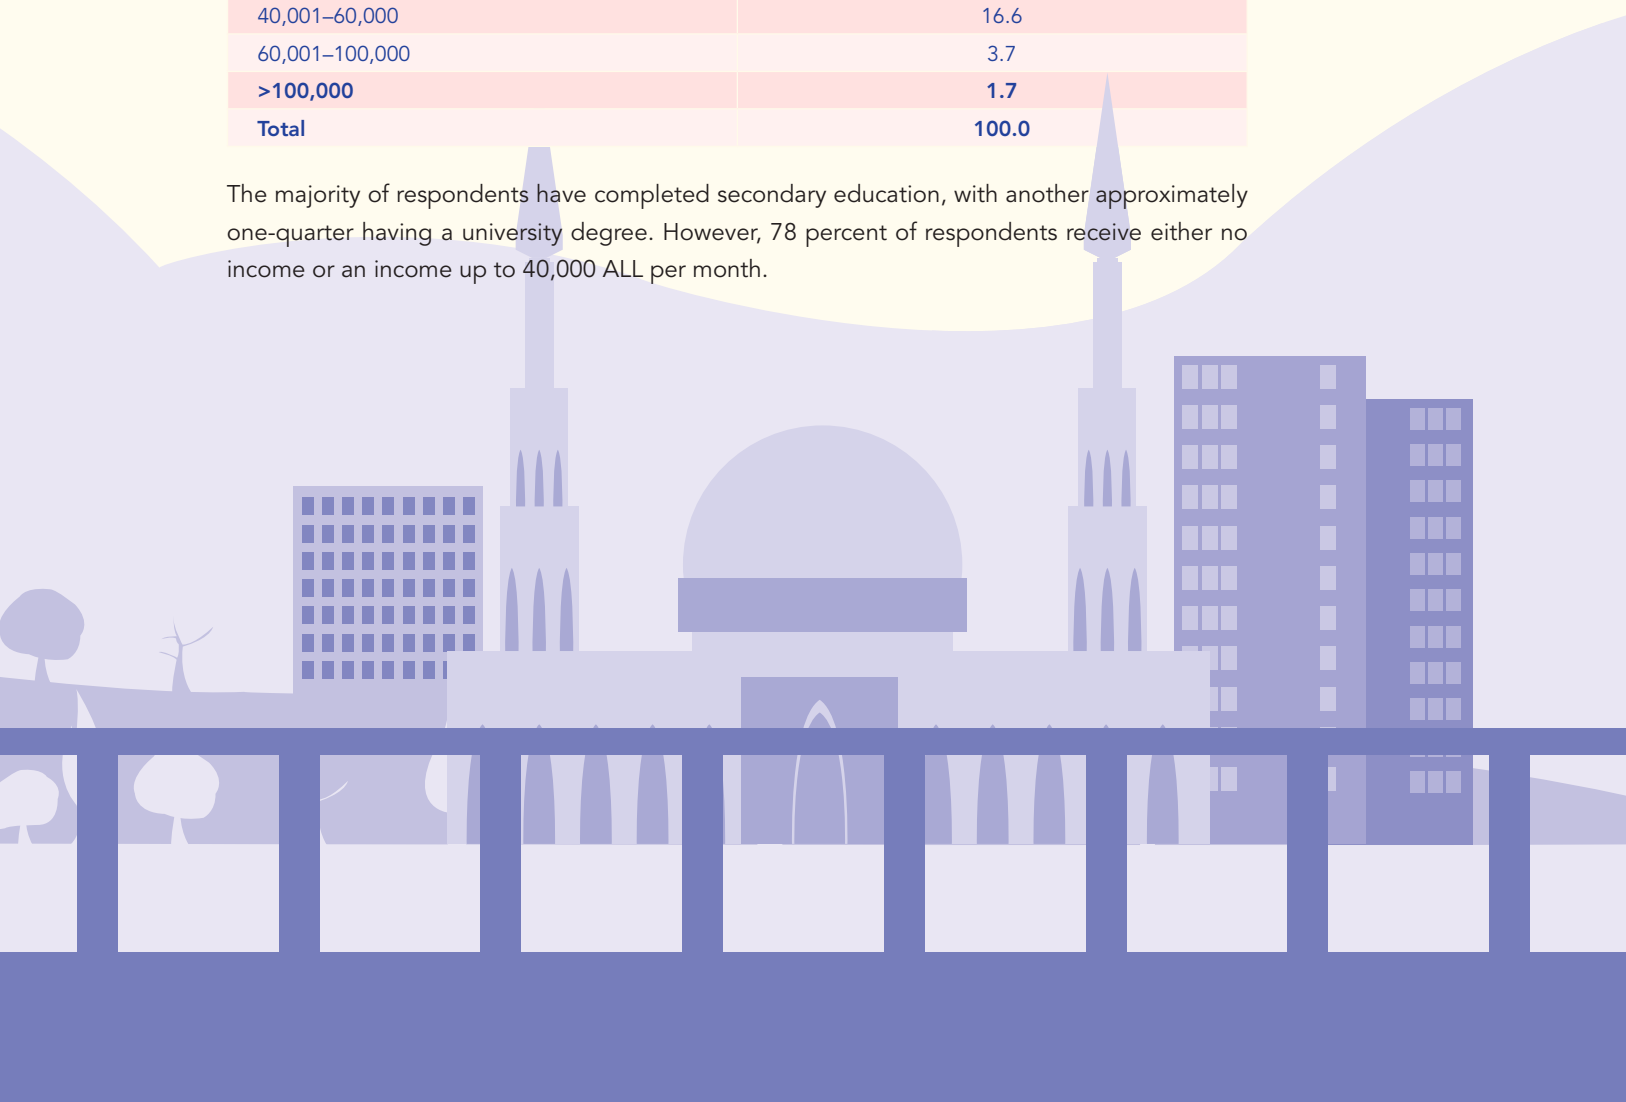 40,001–60,000 16.6
60,001–100,000 3.7
>100,000 1.7
Total 100.0
The majority of respondents have completed secondary education, with another approximately
one-quarter having a university degree. However, 78 percent of respondents receive either no
income or an income up to 40,000 ALL per month.